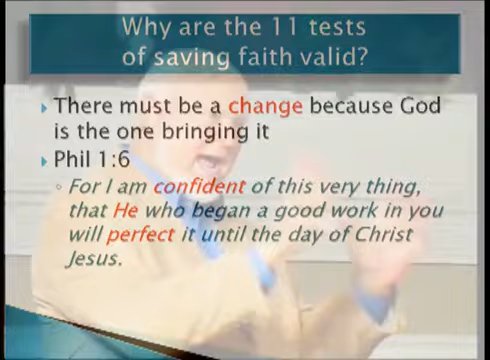 Why are the 11 tests
of saving faith valid?
There must be a change because God
is the one bringing it
Phil 1:6
For I am confident of this very thing,
that He who began a good work in you
will perfect it until the day of Christ
Jesus.